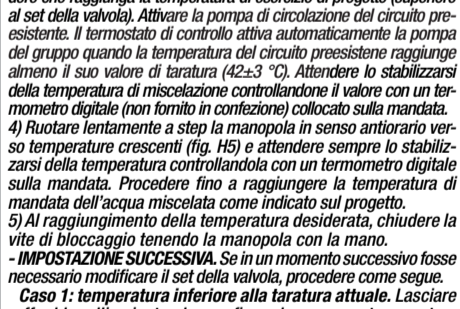 dere che raggiunga la temperatura di esercizio di progetto (superiore
al set della valvola). Attivare la pompa di circolazione del circuito pre-
esistente. Il termostato di controllo attiva automaticamente la pompa
del gruppo quando la temperatura del circuito preesistene raggiunge
almeno il suo valore di taratura (42±3 °C). Attendere lo stabilizzarsi
della temperatura di miscelazione controllandone il valore con un ter-
mometro digitale (non fornito in confezione) collocato sulla mandata.
4) Ruotare lentamente a step la manopola in senso antiorario ver-
so temperature crescenti (fig. H5) e attendere sempre lo stabiliz-
zarsi della temperatura controllandola con un termometro digitale
sulla mandata. Procedere fino a raggiungere la temperatura di
mandata dell'acqua miscelata come indicato sul progetto.
5) Al raggiungimento della temperatura desiderata, chiudere la
vite di bloccaggio tenendo la manopola con la mano.
- IMPOSTAZIONE SUCCESSIVA. Se in un momento successivo fosse
necessario modificare il set della valvola, procedere come segue.
Caso 1: temperatura inferiore alla taratura attuale. Lasciare